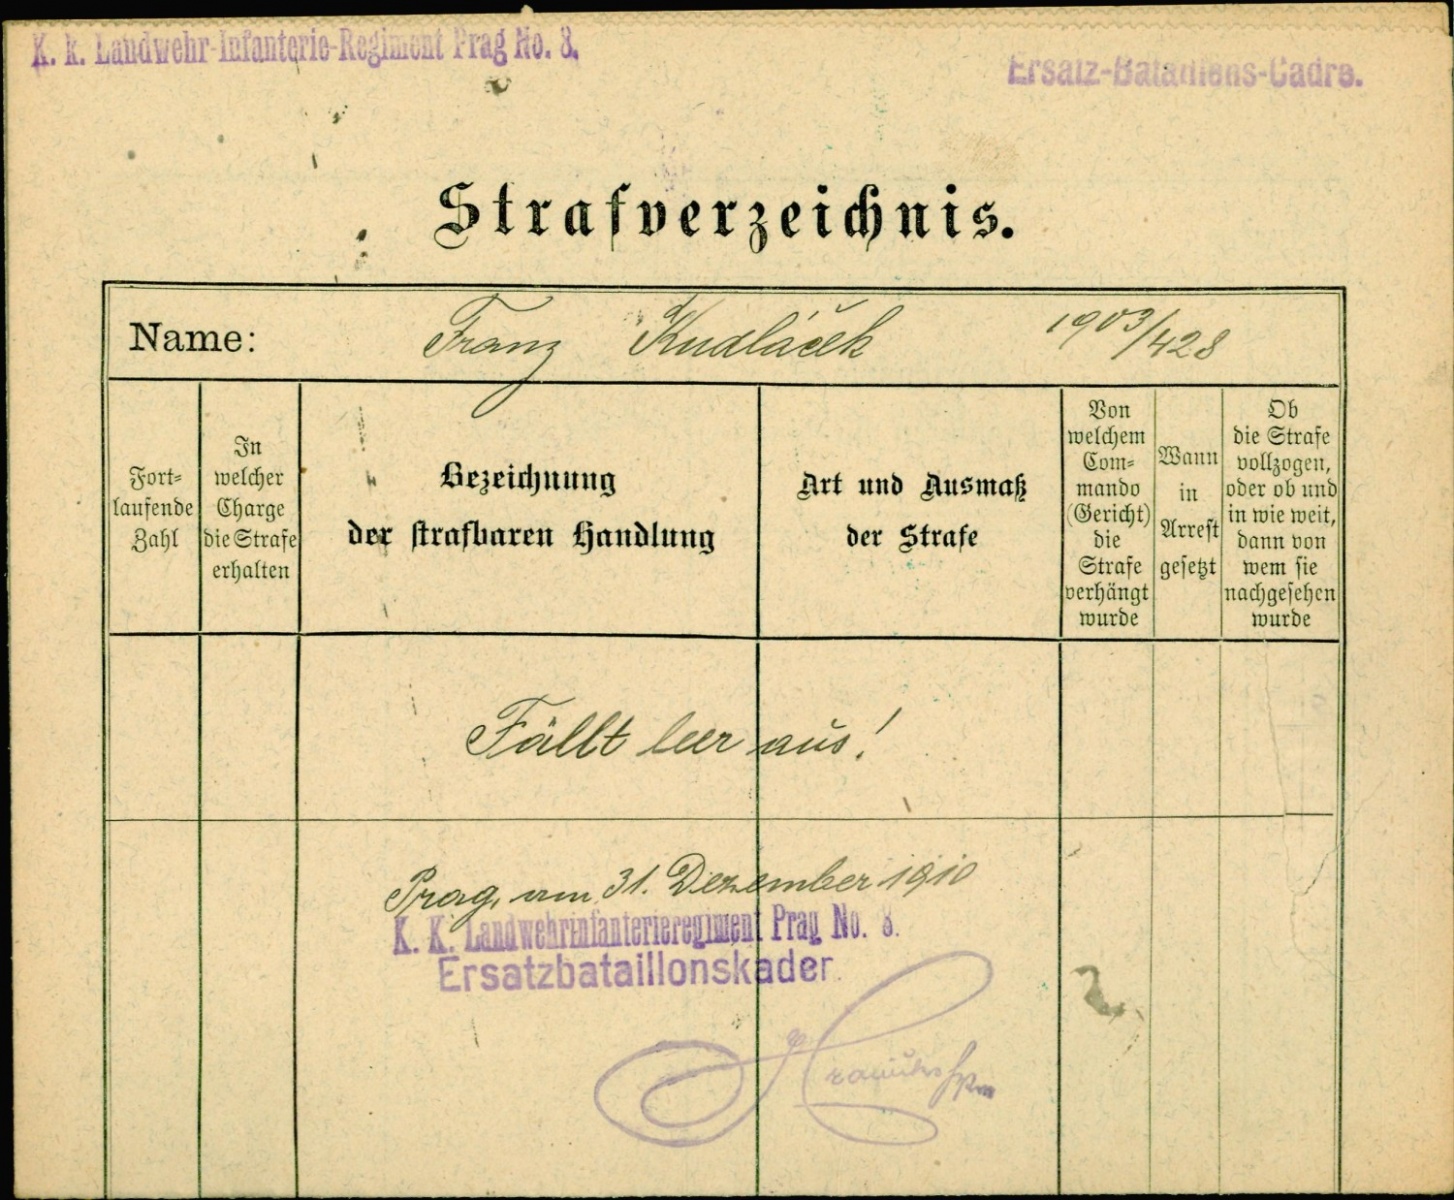 K. k. Landwehr-Infanterie-Regiment Prag No. 8.
Ersatz-Bataillons-Cadre.
Strafverzeichnis.
Name: Franz Kudláček 1903/428
Fort-
laufende
Zahl
In
welcher
Charge
die Strafe
erhalten
Bezeichnung
der strafbaren Handlung
Art und Ausmaß
der Strafe
Von
welchem
Com-
mando
(Gericht)
die
Strafe
verhängt
wurde
Wann
in
Arrest
gesetzt
Ob
die Strafe
vollzogen,
oder ob und
in wie weit,
dann von
wem sie
nachgesehen
wurde
Fällt leer aus!
Prag, am 31. Dezember 1910
K. K. Landwehrinfanterieregiment Prag No. 8.
Ersatzbataillonskader.